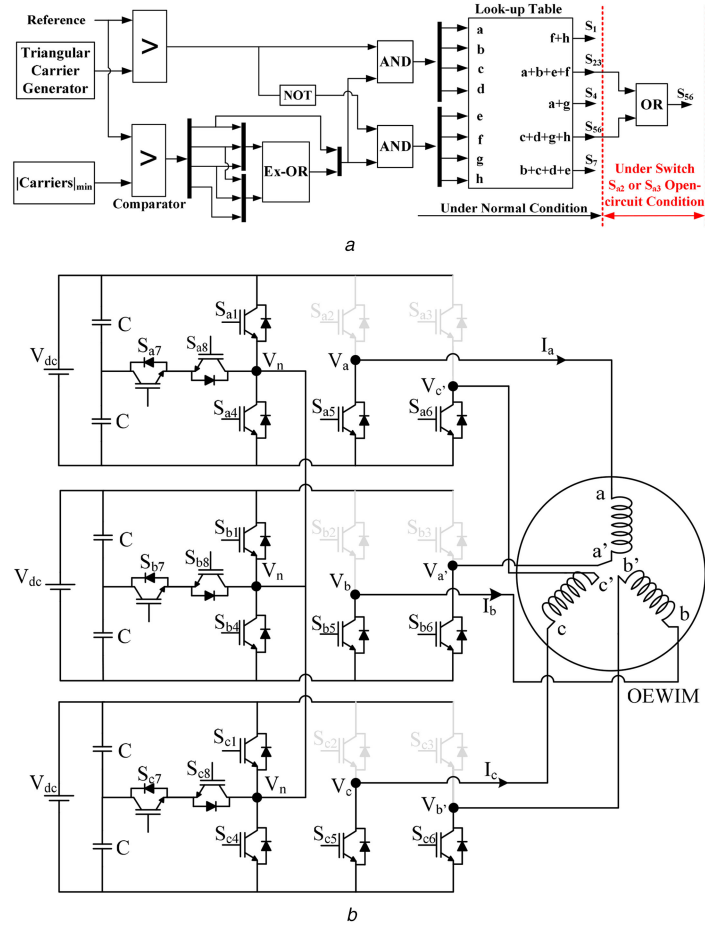 Reference
Triangular
Carrier
Generator
>
|Carriers|min
>
Comparator
NOT
Ex-OR
AND
AND
Look-up Table
a
b
c
d
e
f
g
h
f+h
a+b+e+f
a+g
c+d+g+h
b+c+d+e
S1
S23
S4
S56
S7
OR
S56
Under Normal Condition
Under Switch
Sa2 or Sa3 Open-
circuit Condition
a
Vdc
C
C
Sa7
Sa8
Sa1
Sa4
Vn
Sa2
Sa3
Va
Vc'
Sa5
Sa6
Ia
Vdc
C
C
Sb7
Sb8
Sb1
Sb4
Vn
Sb2
Sb3
Va'
Vb
Sb5
Sb6
Ib
Vdc
C
C
Sc7
Sc8
Sc1
Sc4
Vn
Sc2
Sc3
Vc
Vb'
Sc5
Sc6
Ic
a
a'
b'
c'
c
b
OEWIM
b